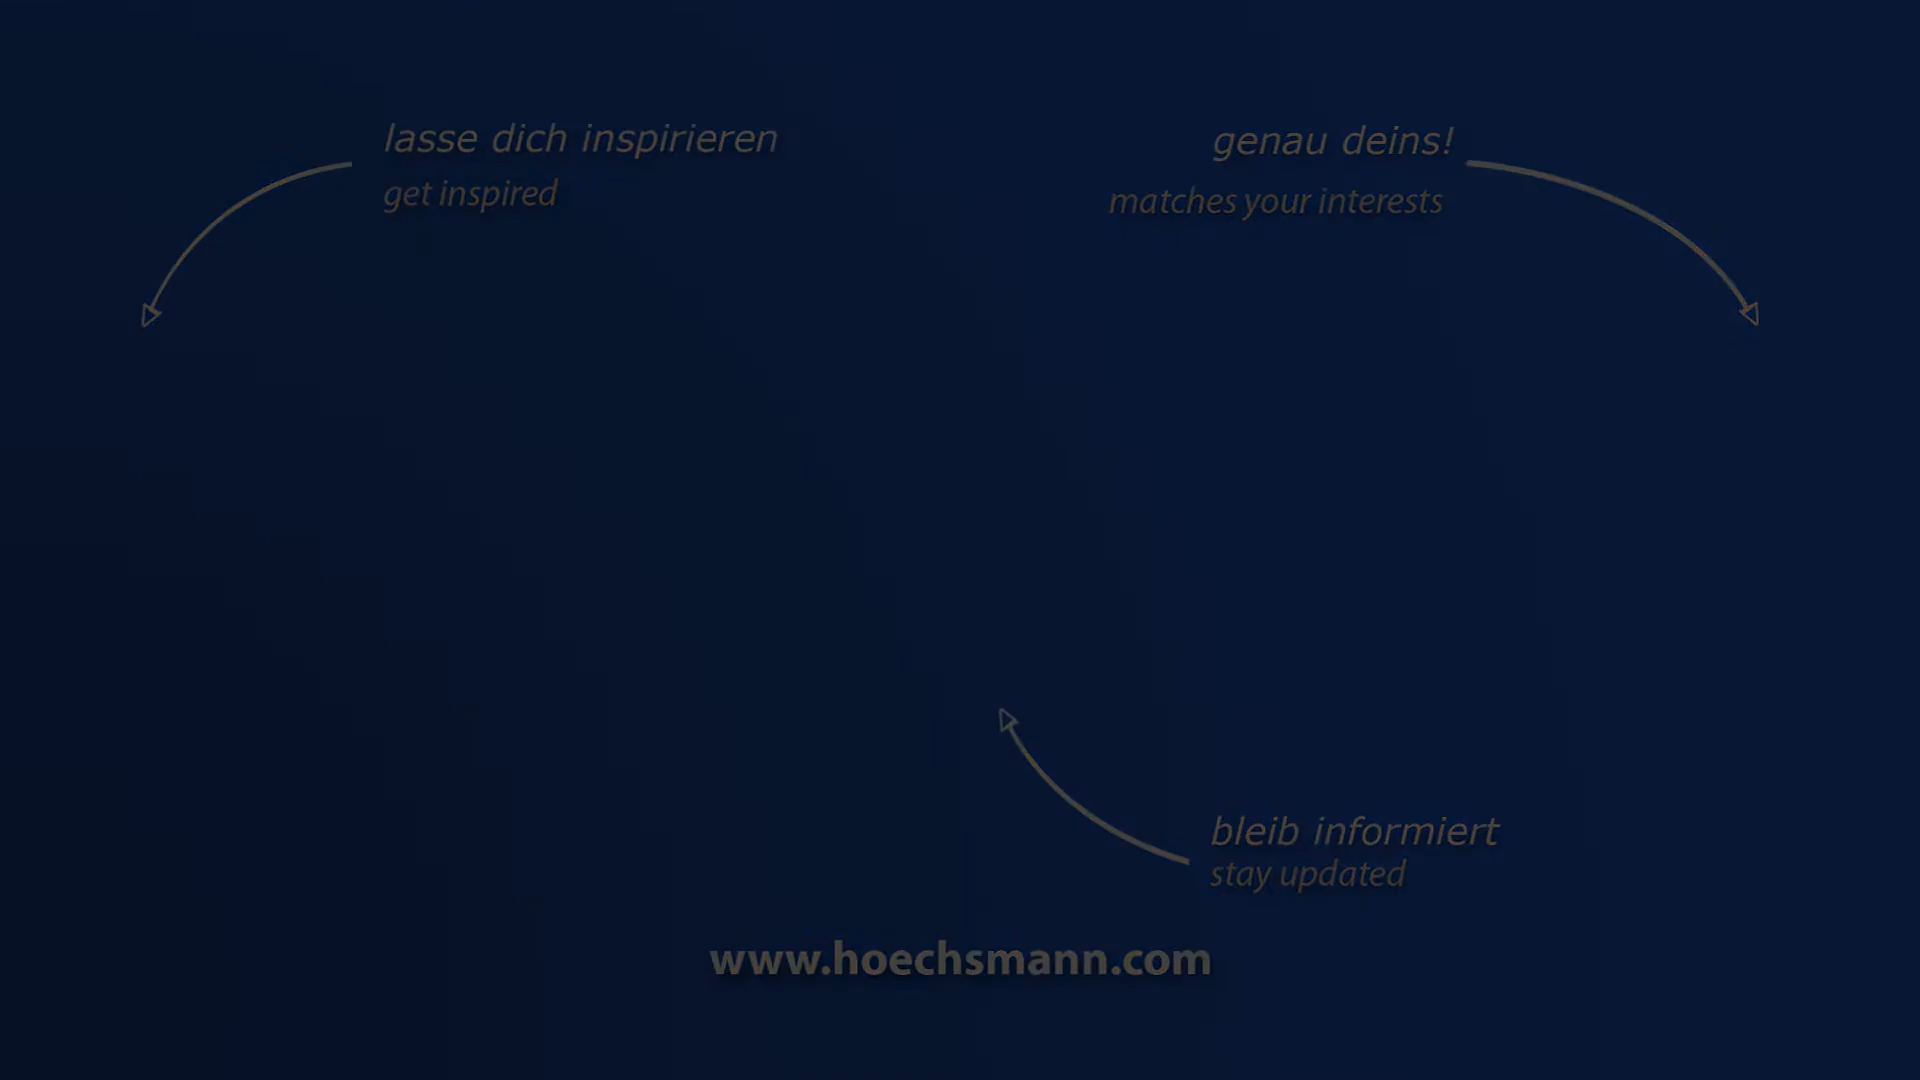 lasse dich inspirieren
get inspired
genau deins!
matches your interests
bleib informiert
stay updated
www.hoechsmann.com